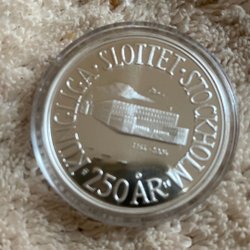 KUNGLIGA · SLOTTET · STOCKHOLM
· 250 ÅR ·